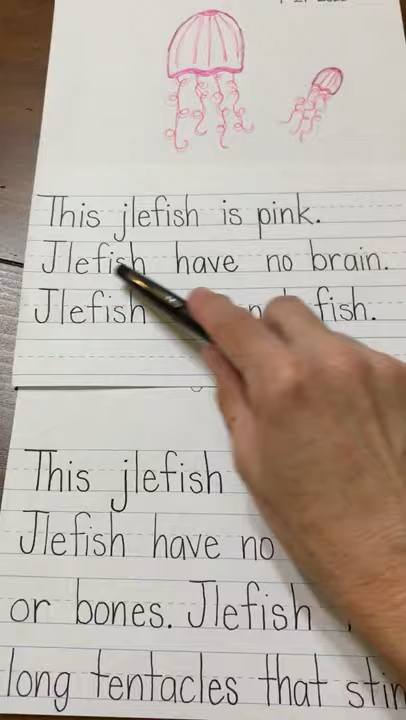 This jlefish is pink.
Jlefish have no brain.
Jlefish fish.
This jlefish
Jlefish have no
or bones. Jlefish
long tentacles that